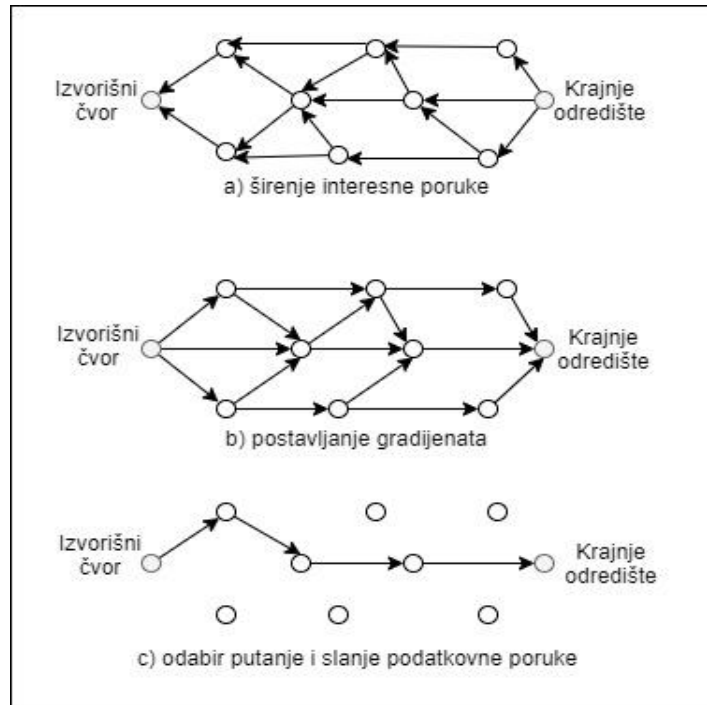 Izvorišni
čvor
Krajnje
odredište
a) širenje interesne poruke
Izvorišni
čvor
Krajnje
odredište
b) postavljanje gradijenata
Izvorišni
čvor
Krajnje
odredište
c) odabir putanje i slanje podatkovne poruke